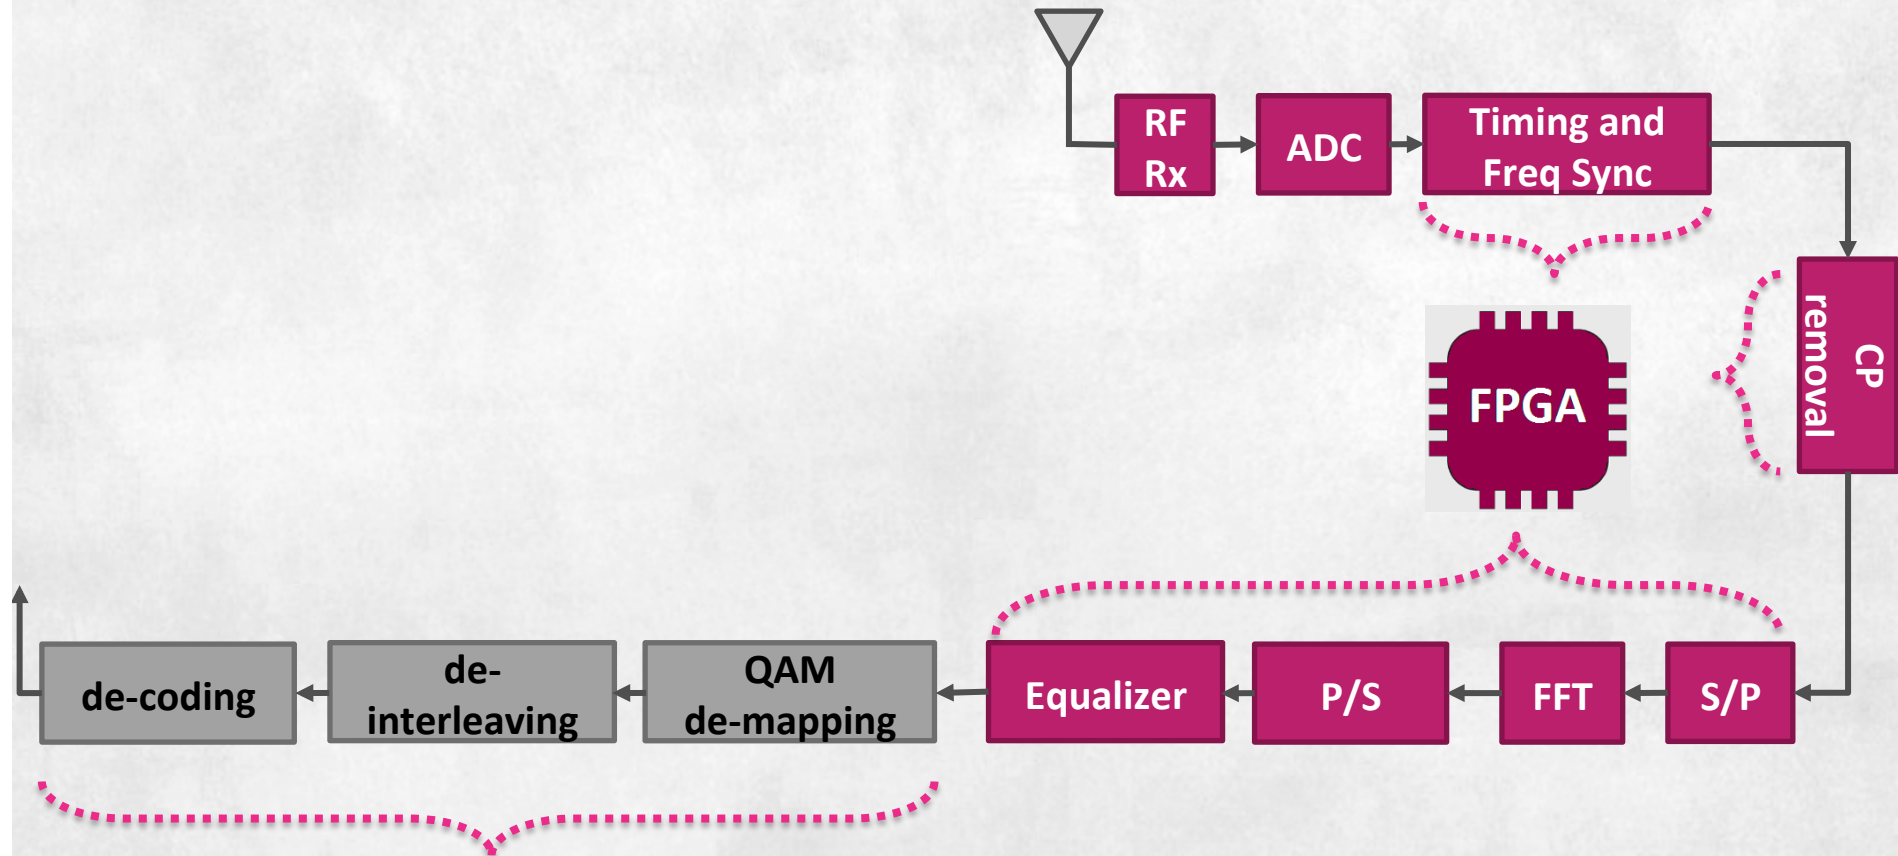 RF
Rx
ADC
Timing and
Freq Sync
CP
removal
FPGA
de-coding
de-
interleaving
QAM
de-mapping
Equalizer
P/S
FFT
S/P